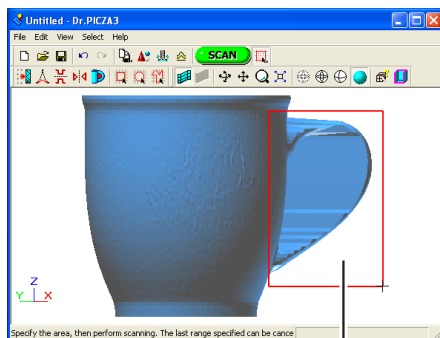 Untitled - Dr.PICZA3
File Edit View Select Help
SCAN
Z
Y X
Specify the area, then perform scanning. The last range specified can be cance